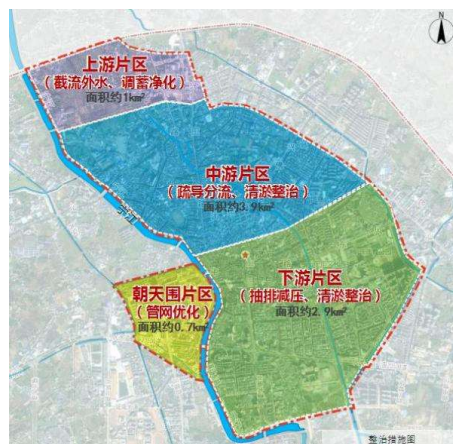 N
上游片区
（截流外水、调蓄净化）
面积约1km²
中游片区
（疏导分流、清淤整治）
面积约3.9km²
宁江
下游片区
（抽排减压、清淤整治）
面积约2.9km²
朝天围片区
（管网优化）
面积约0.7km²
整治措施图